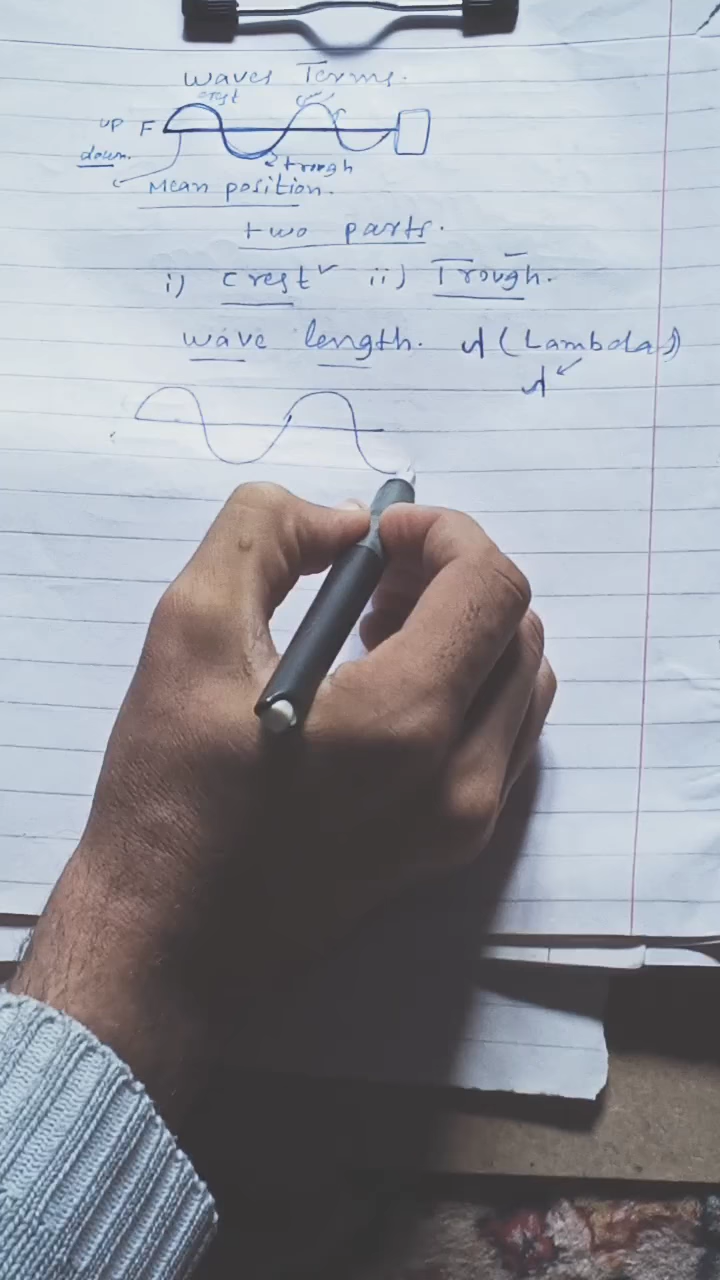 Waves Terms.
crest
up F
down.
trough
Mean position.
two parts.
i) crest ii) Trough.
wave length. λ (Lambda)
λ